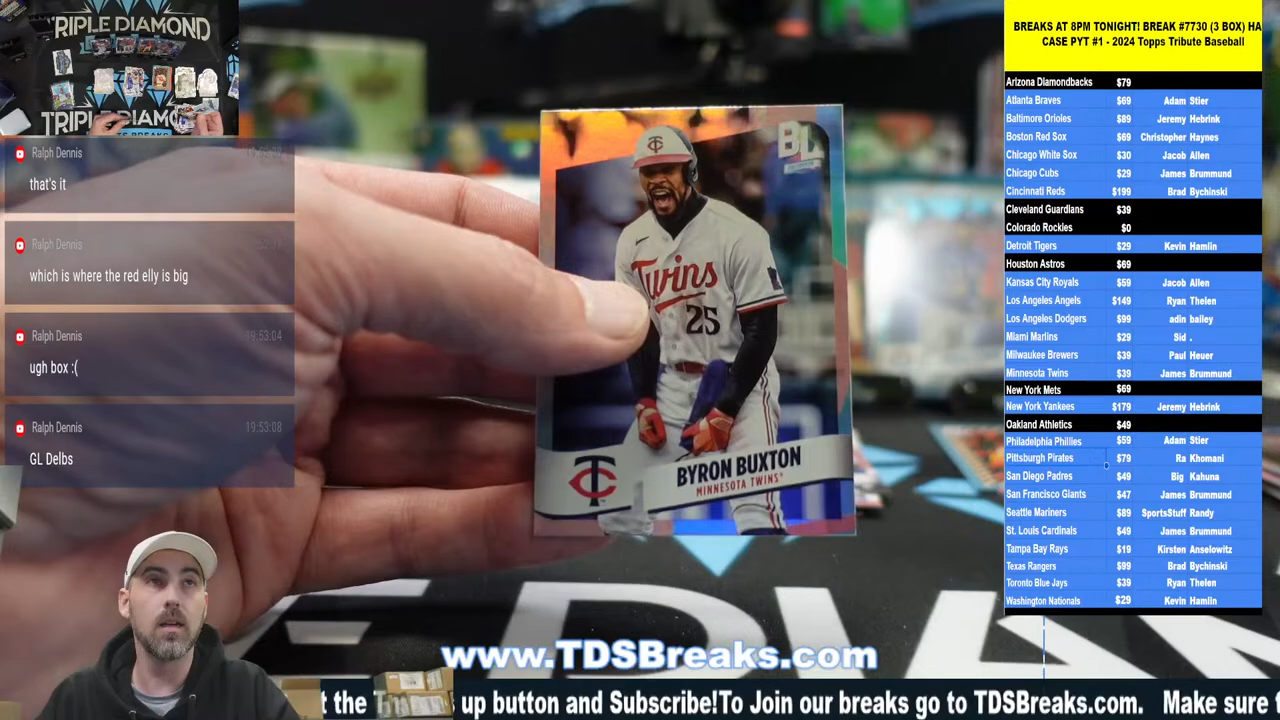 TRIPLE DIAMOND
TRIPLE DIAMO
Ralph Dennis
that's it
Ralph Dennis
which is where the red elly is big
Ralph Dennis 19:53:04
ugh box :(
Ralph Dennis 19:53:08
GL Delbs
BL
Twins
25
TC
BYRON BUXTON
MINNESOTA TWINS
BREAKS AT 8PM TONIGHT! BREAK #7730 (3 BOX) HA
CASE PYT #1 - 2024 Topps Tribute Baseball
Arizona Diamondbacks $79
Atlanta Braves $69 Adam Stier
Baltimore Orioles $89 Jeremy Hebrink
Boston Red Sox $69 Christopher Haynes
Chicago White Sox $30 Jacob Allen
Chicago Cubs $29 James Brummund
Cincinnati Reds $199 Brad Bychinski
Cleveland Guardians $39
Colorado Rockies $0
Detroit Tigers $29 Kevin Hamlin
Houston Astros $69
Kansas City Royals $59 Jacob Allen
Los Angeles Angels $149 Ryan Thelen
Los Angeles Dodgers $99 adin bailey
Miami Marlins $29 Sid .
Milwaukee Brewers $39 Paul Heuer
Minnesota Twins $39 James Brummund
New York Mets $69
New York Yankees $179 Jeremy Hebrink
Oakland Athletics $49
Philadelphia Phillies $59 Adam Stier
Pittsburgh Pirates $79 Ra Khomani
San Diego Padres $49 Big Kahuna
San Francisco Giants $47 James Brummund
Seattle Mariners $89 SportsStuff Randy
St. Louis Cardinals $49 James Brummund
Tampa Bay Rays $19 Kirsten Anselowitz
Texas Rangers $99 Brad Bychinski
Toronto Blue Jays $39 Ryan Thelen
Washington Nationals $29 Kevin Hamlin
www.TDSBreaks.com
t the T up button and Subscribe!To Join our breaks go to TDSBreaks.com. Make sure